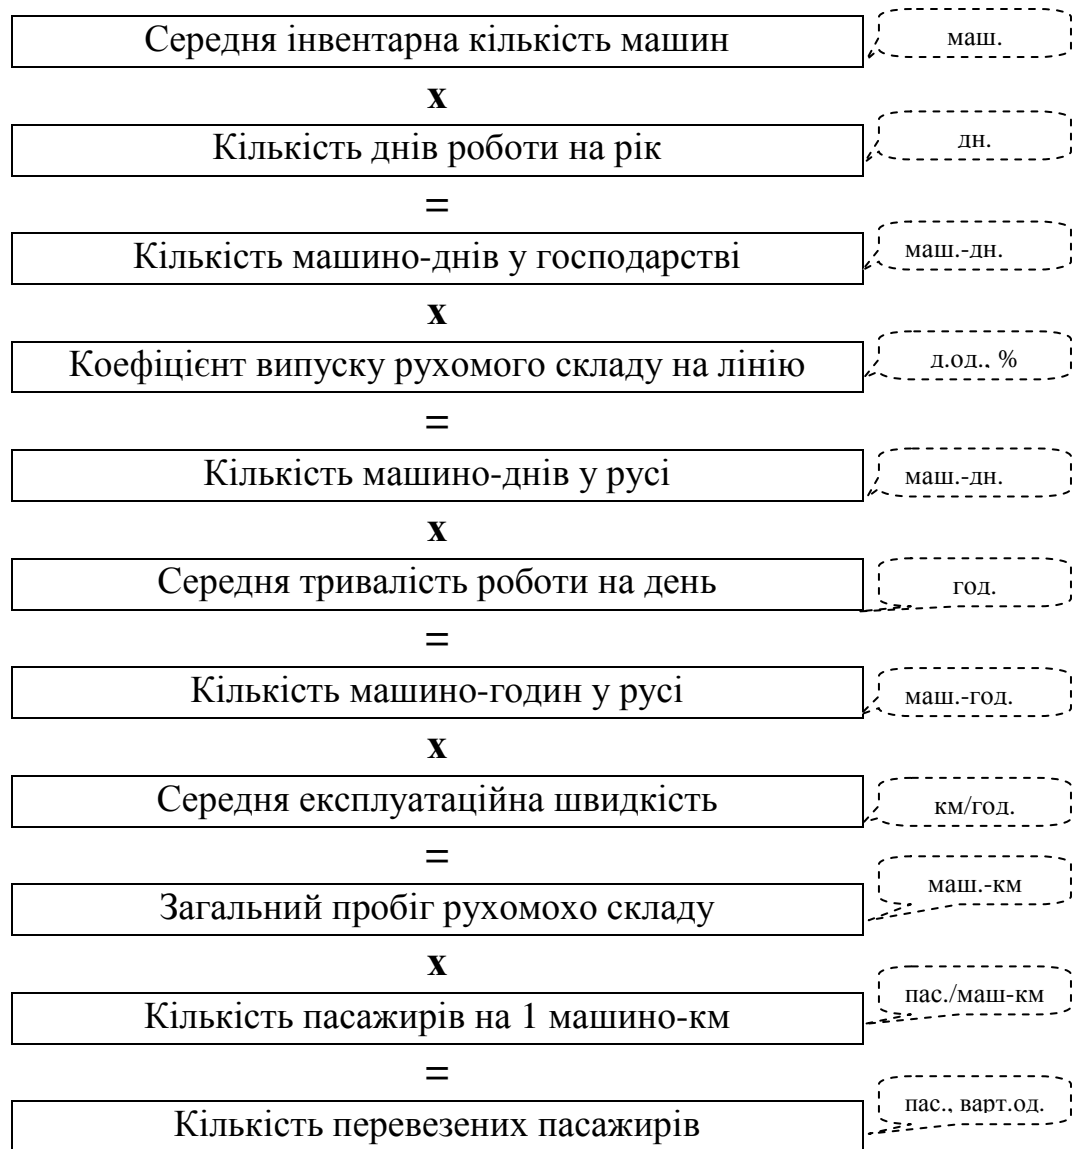 Середня інвентарна кількість машин
маш.
x
Кількість днів роботи на рік
дн.
=
Кількість машино-днів у господарстві
маш.-дн.
x
Коефіцієнт випуску рухомого складу на лінію
д.од., %
=
Кількість машино-днів у русі
маш.-дн.
x
Середня тривалість роботи на день
год.
=
Кількість машино-годин у русі
маш.-год.
x
Середня експлуатаційна швидкість
км/год.
=
Загальний пробіг рухомохо складу
маш.-км
x
Кількість пасажирів на 1 машино-км
пас./маш-км
=
Кількість перевезених пасажирів
пас., варт.од.